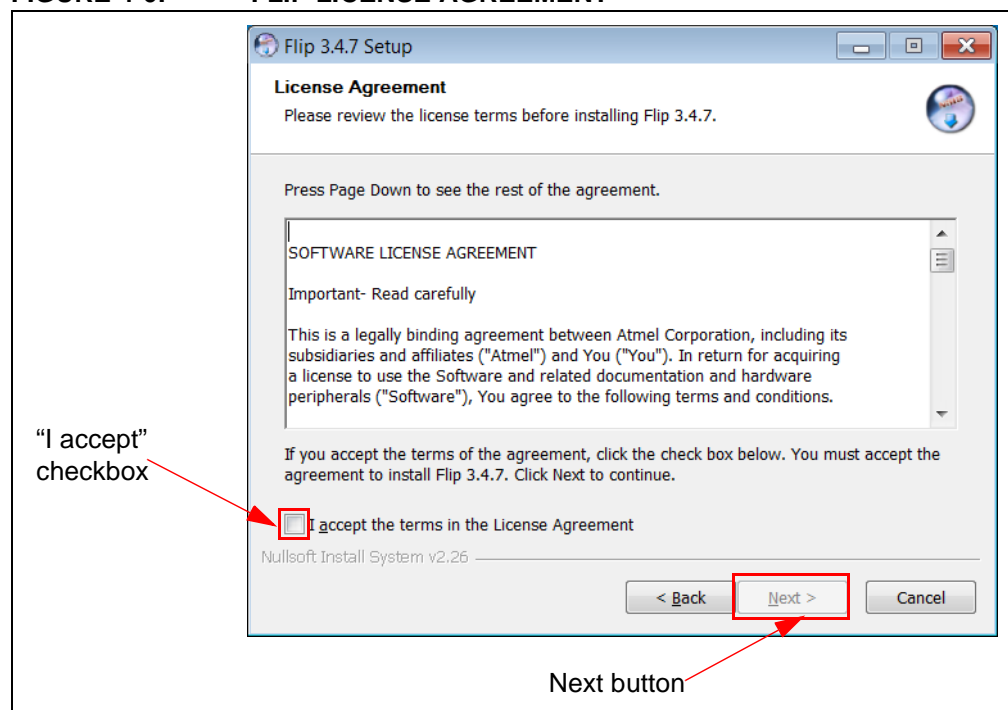 FLIP LICENSE AGREEMENT
Flip 3.4.7 Setup
License Agreement
Please review the license terms before installing Flip 3.4.7.
Press Page Down to see the rest of the agreement.
SOFTWARE LICENSE AGREEMENT
Important- Read carefully
This is a legally binding agreement between Atmel Corporation, including its
subsidiaries and affiliates ("Atmel") and You ("You"). In return for acquiring
a license to use the Software and related documentation and hardware
peripherals ("Software"), You agree to the following terms and conditions.
“I accept”
checkbox
If you accept the terms of the agreement, click the check box below. You must accept the
agreement to install Flip 3.4.7. Click Next to continue.
I accept the terms in the License Agreement
Nullsoft Install System v2.26
< Back
Next >
Cancel
Next button